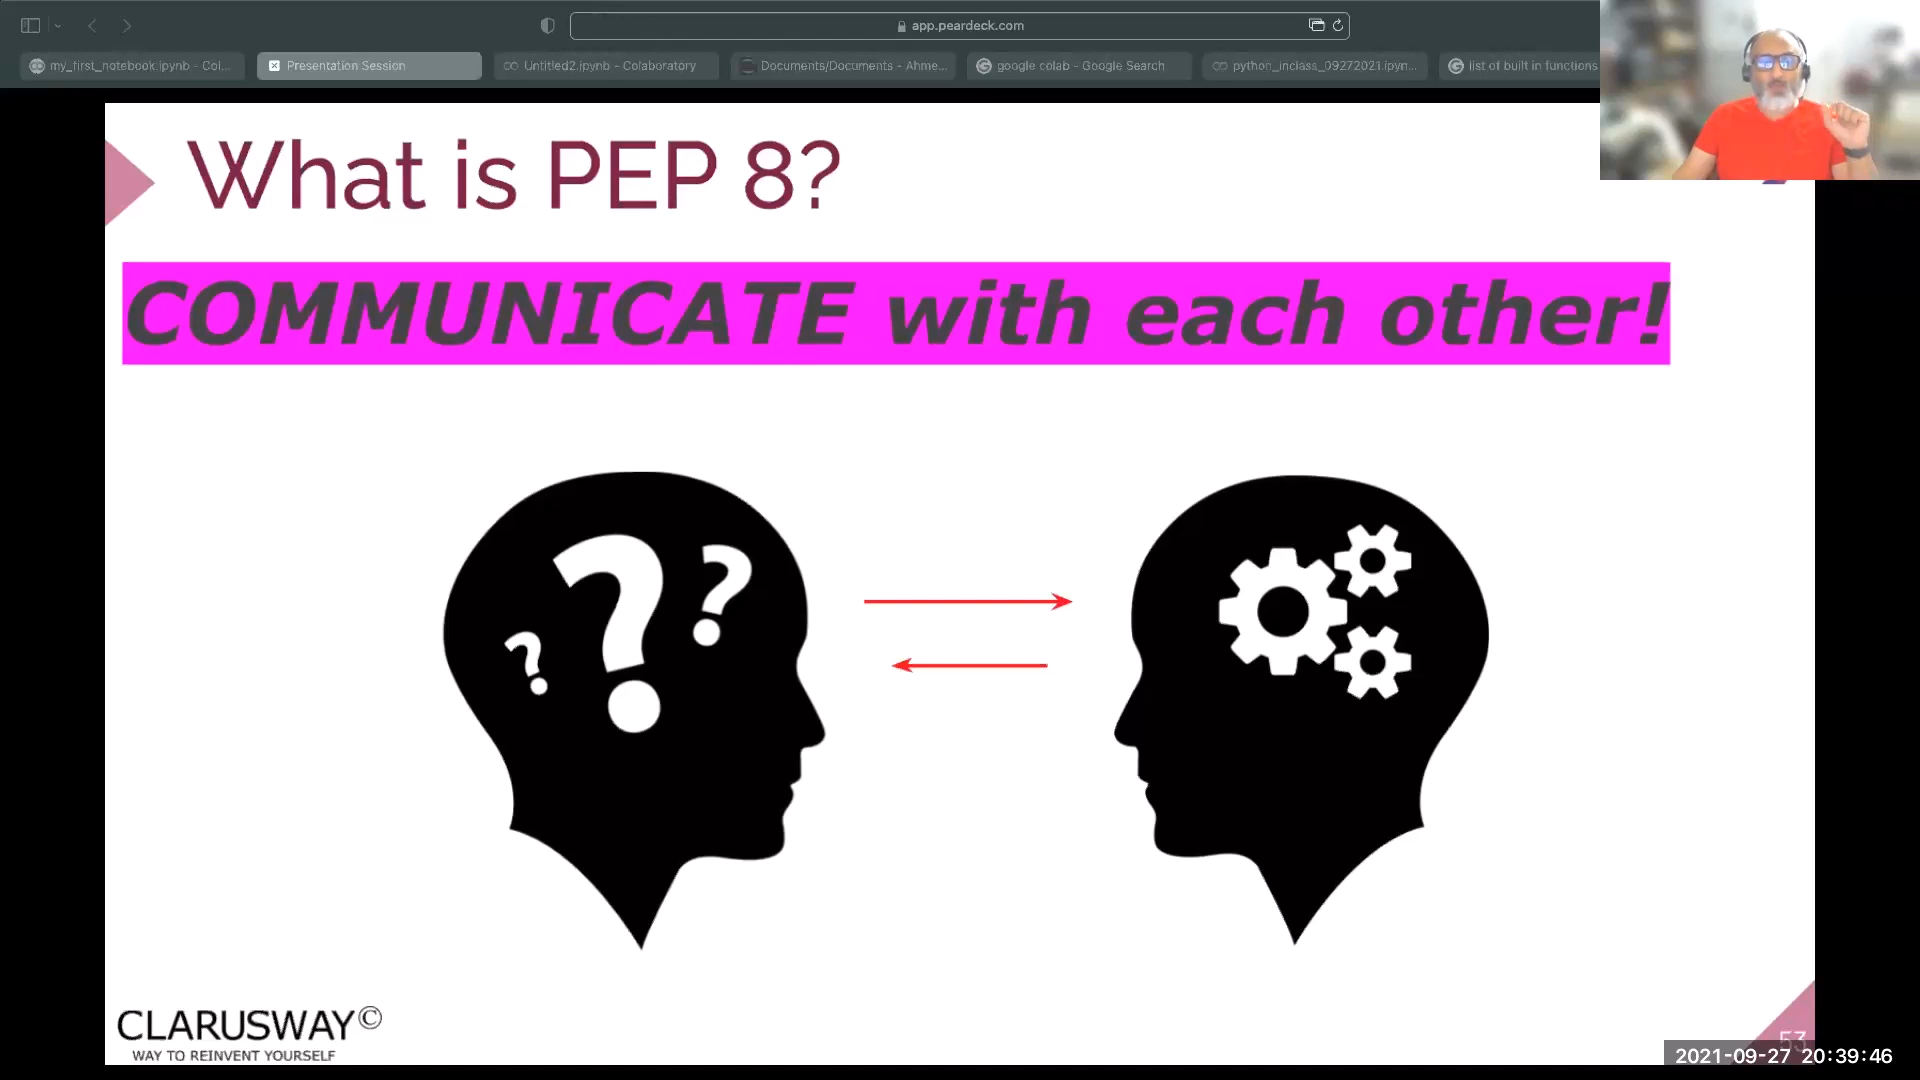 app.peardeck.com
my_first_notebook.ipynb - Col...
Presentation Session
Untitled2.ipynb - Colaboratory
Documents/Documents - Ahme...
google colab - Google Search
python_inclass_09272021.ipyn...
list of built in functions
What is PEP 8?
COMMUNICATE with each other!
? ? ?
CLARUSWAY©
WAY TO REINVENT YOURSELF
53
2021-09-27 20:39:46